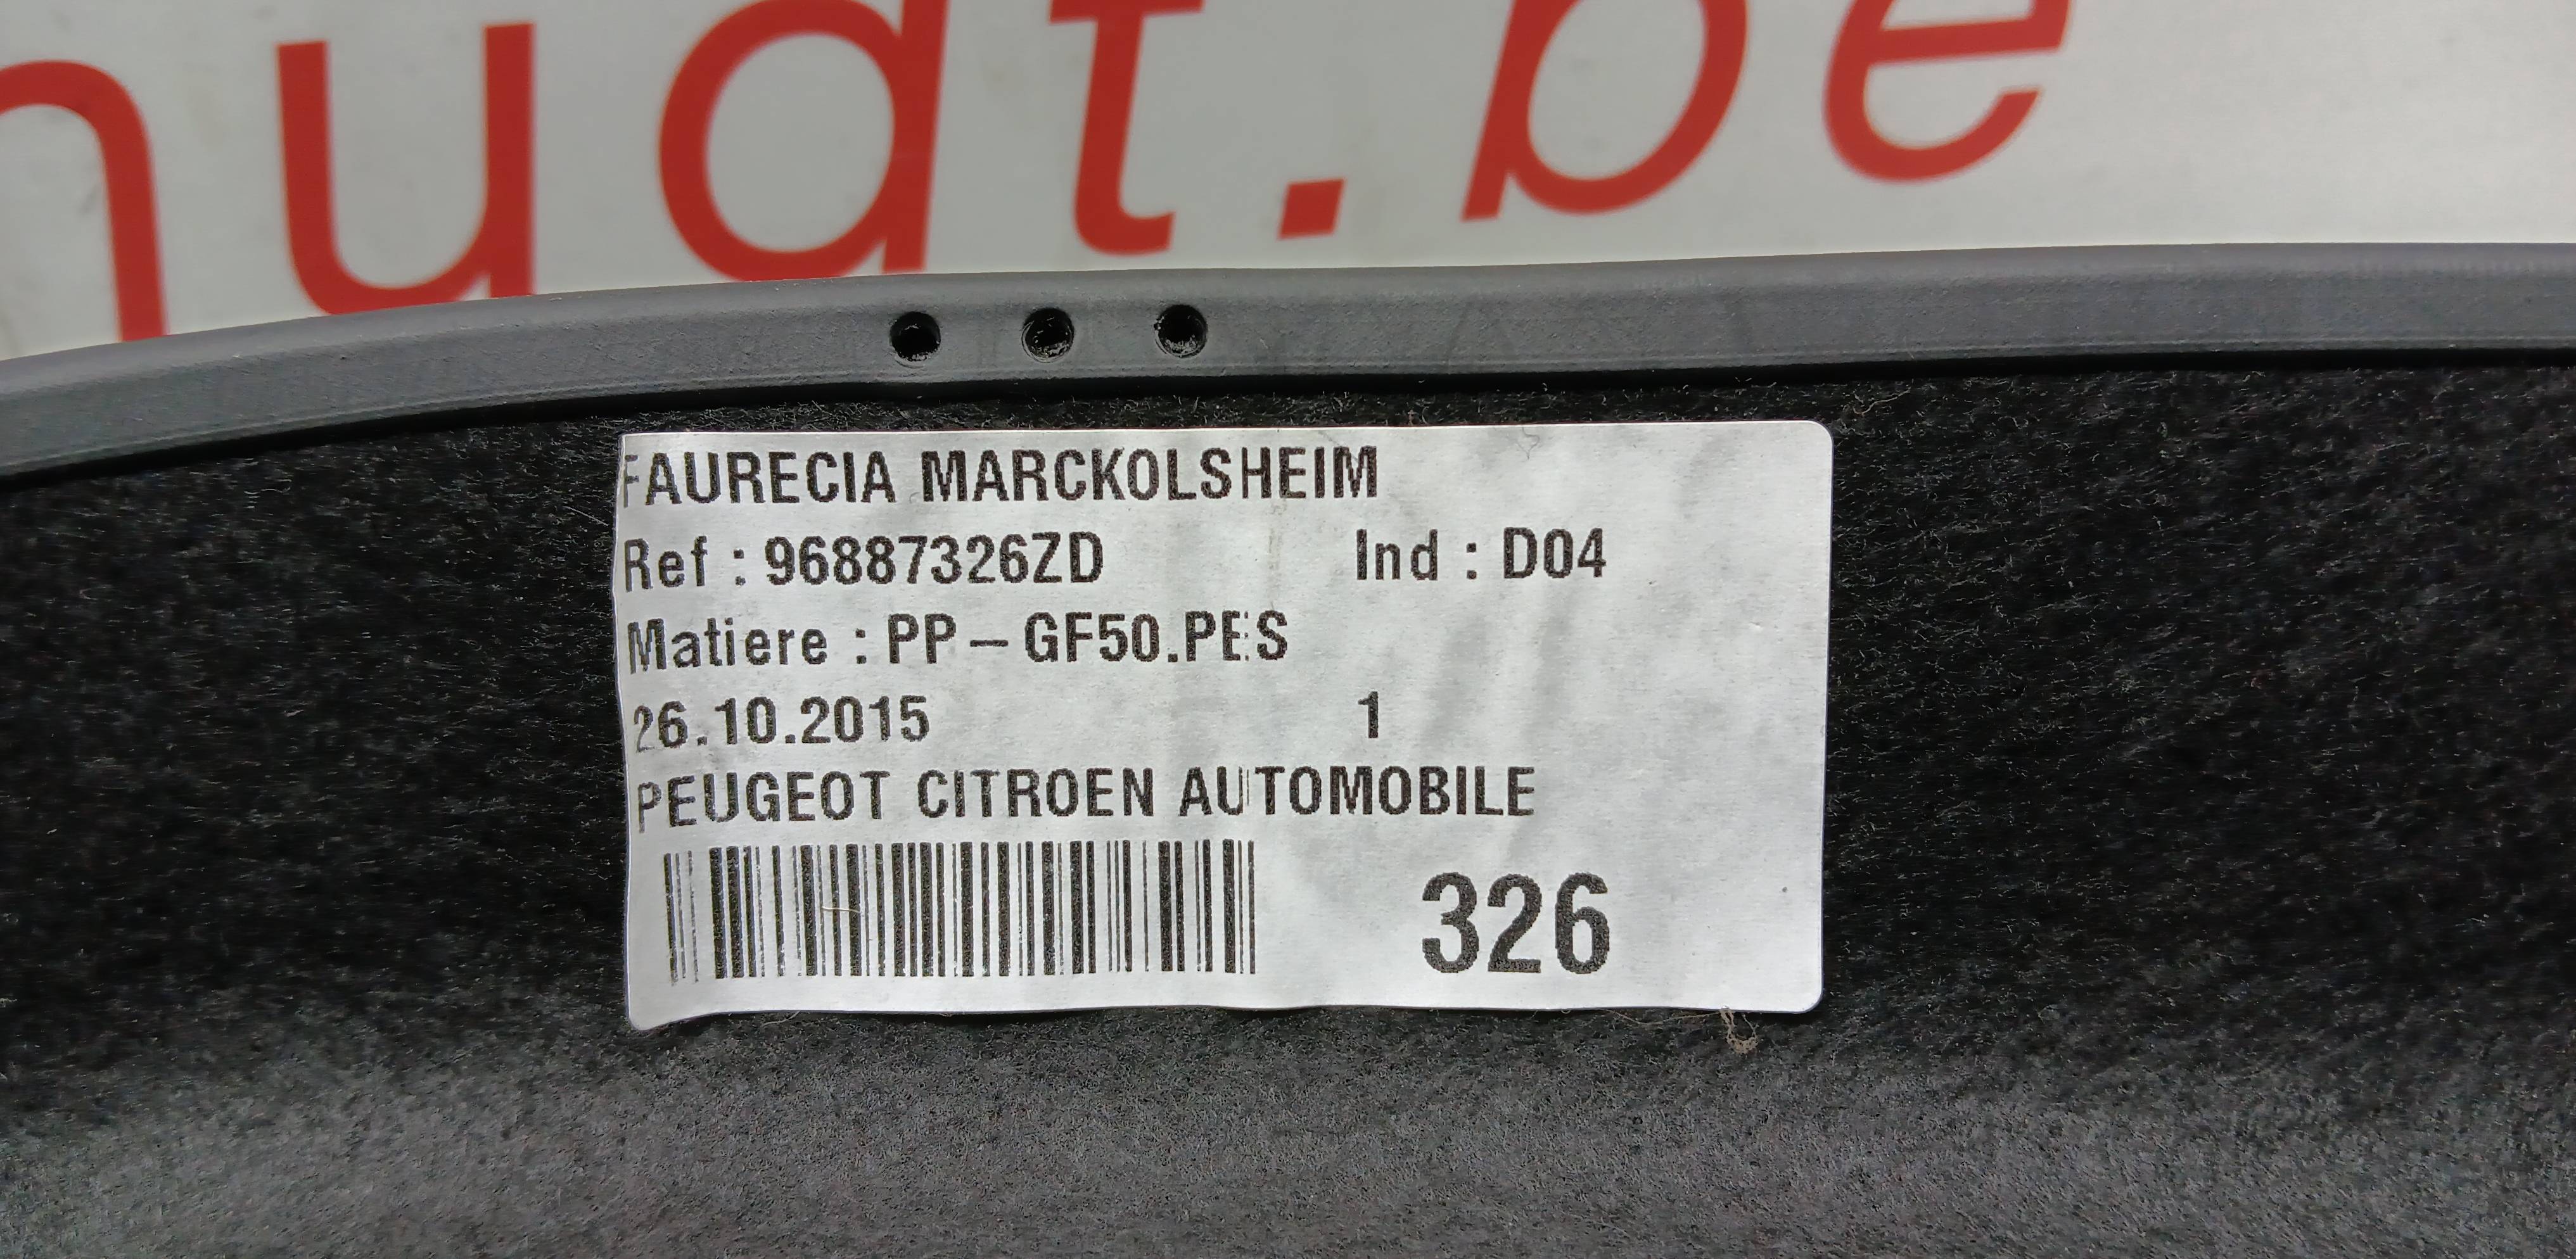 FAURECIA MARCKOLSHEIM
Ref : 96887326ZD Ind : D04
Matiere : PP-GF50.PES
26.10.2015 1
PEUGEOT CITROEN AUTOMOBILE
326